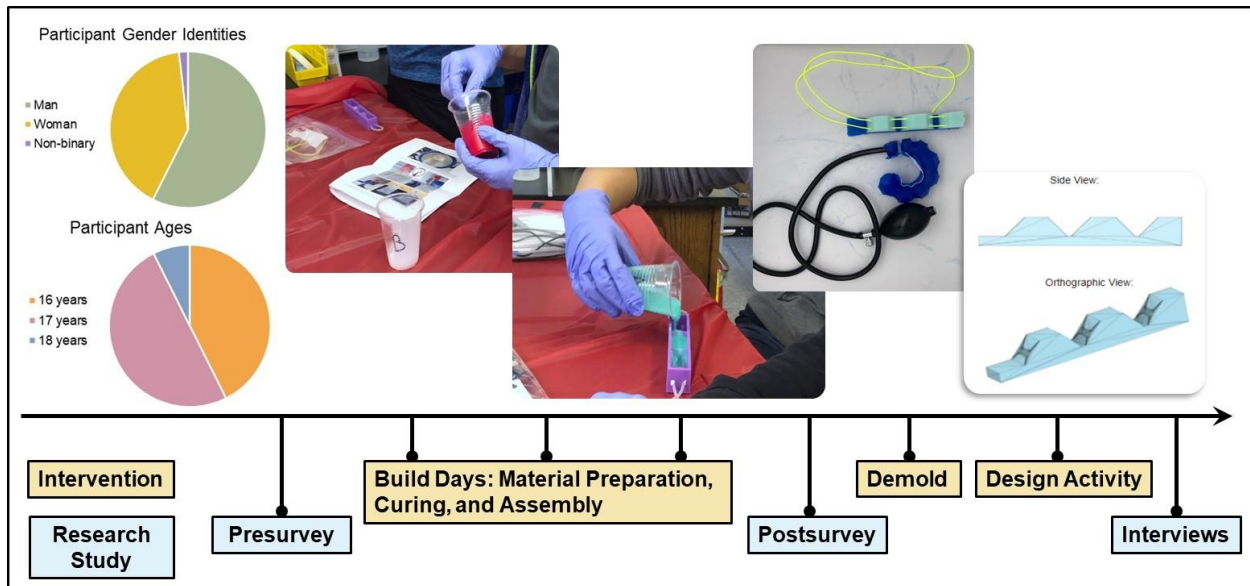 Participant Gender Identities
Man
Woman
Non-binary
Participant Ages
16 years
17 years
18 years
B
Side View:
Orthographic View:
Intervention
Research
Study
Presurvey
Build Days: Material Preparation,
Curing, and Assembly
Postsurvey
Demold
Design Activity
Interviews